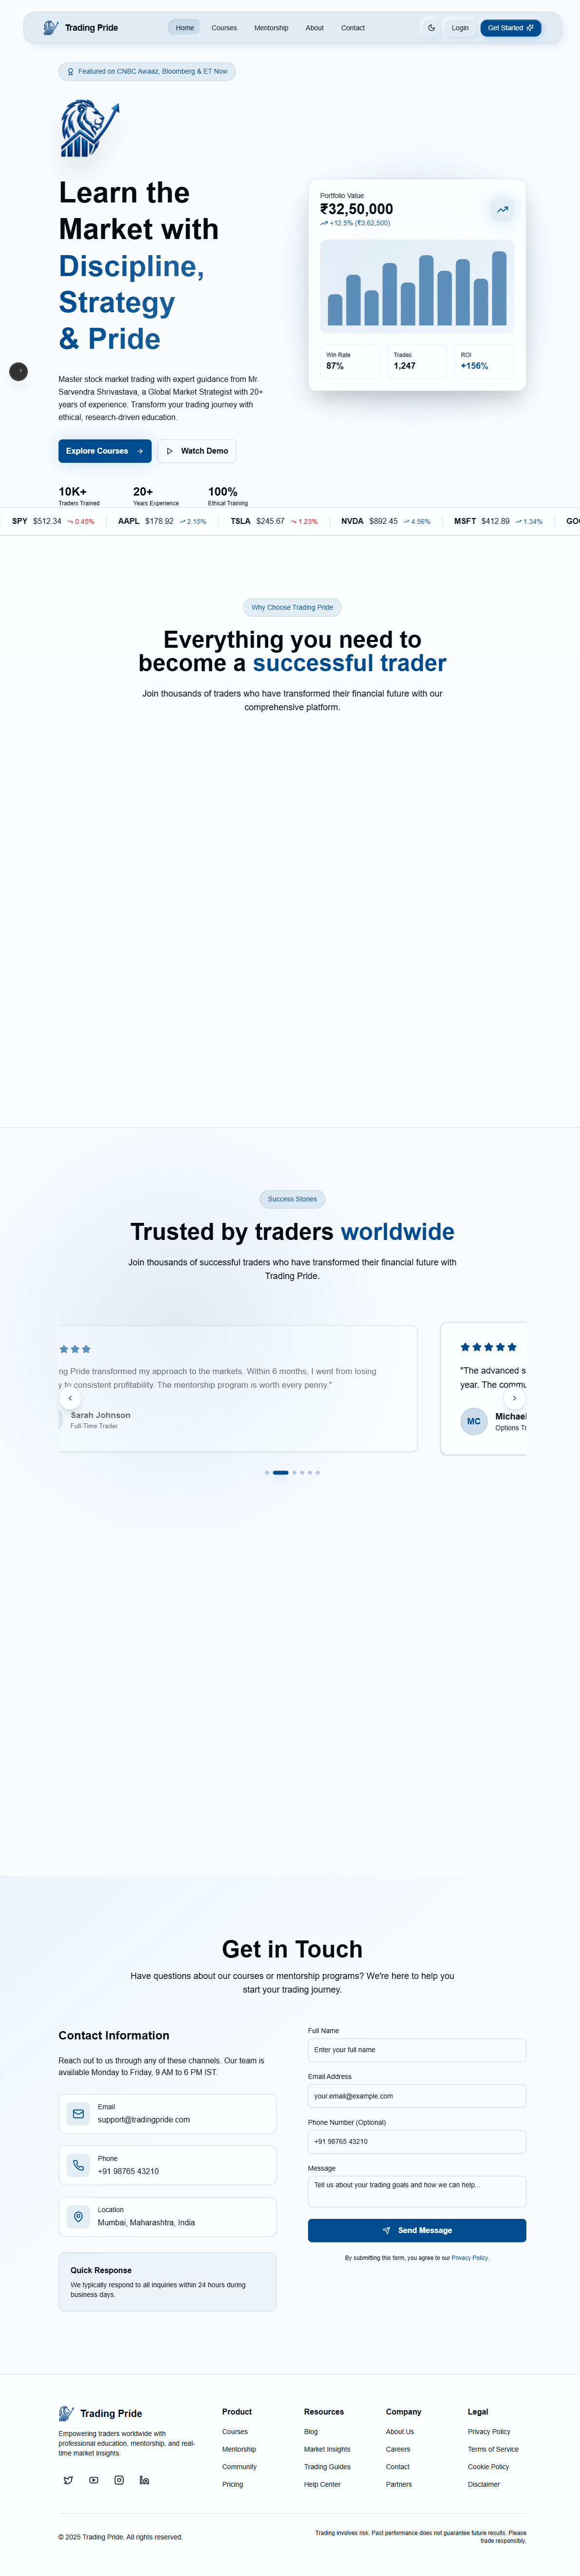 Trading Pride
Home
Courses
Mentorship
About
Contact
Login
Get Started
Featured on CNBC Awaaz, Bloomberg & ET Now
Learn the
Market with
Discipline,
Strategy
& Pride
Master stock market trading with expert guidance from Mr.
Sarvendra Shrivastava, a Global Market Strategist with 20+
years of experience. Transform your trading journey with
ethical, research-driven education.
Explore Courses
Watch Demo
10K+
Traders Trained
20+
Years Experience
100%
Ethical Training
Portfolio Value
₹32,50,000
+12.5% (₹3,62,500)
Win Rate
87%
Trades
1,247
ROI
+156%
SPY $512.34 0.45%
AAPL $178.92 2.15%
TSLA $245.67 1.23%
NVDA $892.45 4.56%
MSFT $412.89 1.34%
GOO
Why Choose Trading Pride
Everything you need to
become a successful trader
Join thousands of traders who have transformed their financial future with our
comprehensive platform.
Success Stories
Trusted by traders worldwide
Join thousands of successful traders who have transformed their financial future with
Trading Pride.
ng Pride transformed my approach to the markets. Within 6 months, I went from losing
y to consistent profitability. The mentorship program is worth every penny."
Sarah Johnson
Full-Time Trader
"The advanced s
year. The commu
MC
Michael
Options Tr
Get in Touch
Have questions about our courses or mentorship programs? We're here to help you
start your trading journey.
Contact Information
Reach out to us through any of these channels. Our team is
available Monday to Friday, 9 AM to 6 PM IST.
Email
support@tradingpride.com
Phone
+91 98765 43210
Location
Mumbai, Maharashtra, India
Quick Response
We typically respond to all inquiries within 24 hours during
business days.
Full Name
Enter your full name
Email Address
your.email@example.com
Phone Number (Optional)
+91 98765 43210
Message
Tell us about your trading goals and how we can help...
Send Message
By submitting this form, you agree to our Privacy Policy.
Trading Pride
Empowering traders worldwide with
professional education, mentorship, and real-
time market insights.
Product
Courses
Mentorship
Community
Pricing
Resources
Blog
Market Insights
Trading Guides
Help Center
Company
About Us
Careers
Contact
Partners
Legal
Privacy Policy
Terms of Service
Cookie Policy
Disclaimer
© 2025 Trading Pride. All rights reserved.
Trading involves risk. Past performance does not guarantee future results. Please
trade responsibly.